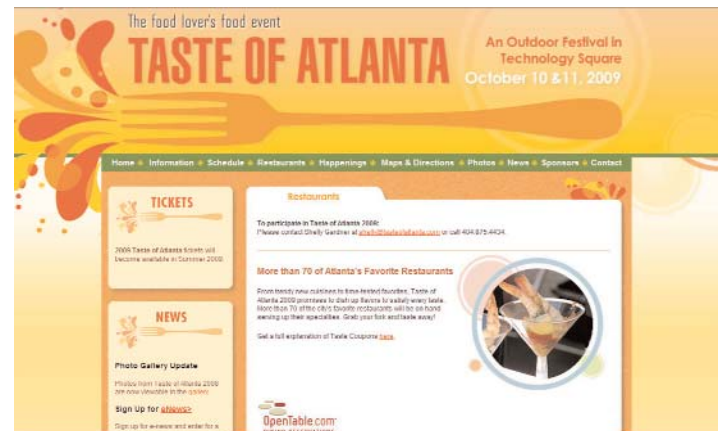 The food lover's food event
TASTE OF ATLANTA
An Outdoor Festival in
Technology Square
October 10 & 11, 2009
Home Information Schedule Restaurants Happenings Maps & Directions Photos News Sponsors Contact
TICKETS
2009 Taste of Atlanta tickets will
become available in Summer 2009.
NEWS
Photo Gallery Update
Photos from Taste of Atlanta 2008
are now viewable in the gallery.
Sign Up for eNews>
Sign up for e-news and enter for a
Restaurants
To participate in Taste of Atlanta 2009:
Please contact Shelly Gardner at or call 404.875.4434.
More than 70 of Atlanta's Favorite Restaurants
From trendy new cuisines to time-tested favorites, Taste of
Atlanta 2009 promises to dish up flavors to satisfy every taste.
More than 70 of the city's favorite restaurants will be on hand
serving up their specialties. Grab your fork and taste away!
Get a full explanation of Taste Coupons here.
OpenTable.com